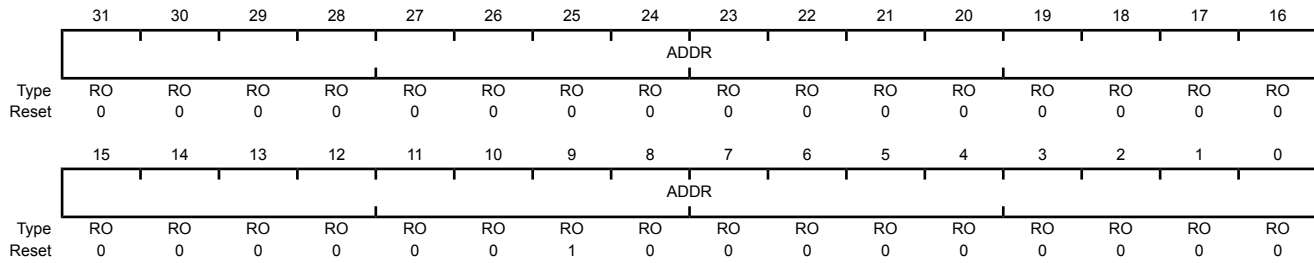 31 30 29 28 27 26 25 24 23 22 21 20 19 18 17 16
ADDR
Type RO RO RO RO RO RO RO RO RO RO RO RO RO RO RO RO
Reset 0 0 0 0 0 0 0 0 0 0 0 0 0 0 0 0
15 14 13 12 11 10 9 8 7 6 5 4 3 2 1 0
ADDR
Type RO RO RO RO RO RO RO RO RO RO RO RO RO RO RO RO
Reset 0 0 0 0 0 0 1 0 0 0 0 0 0 0 0 0